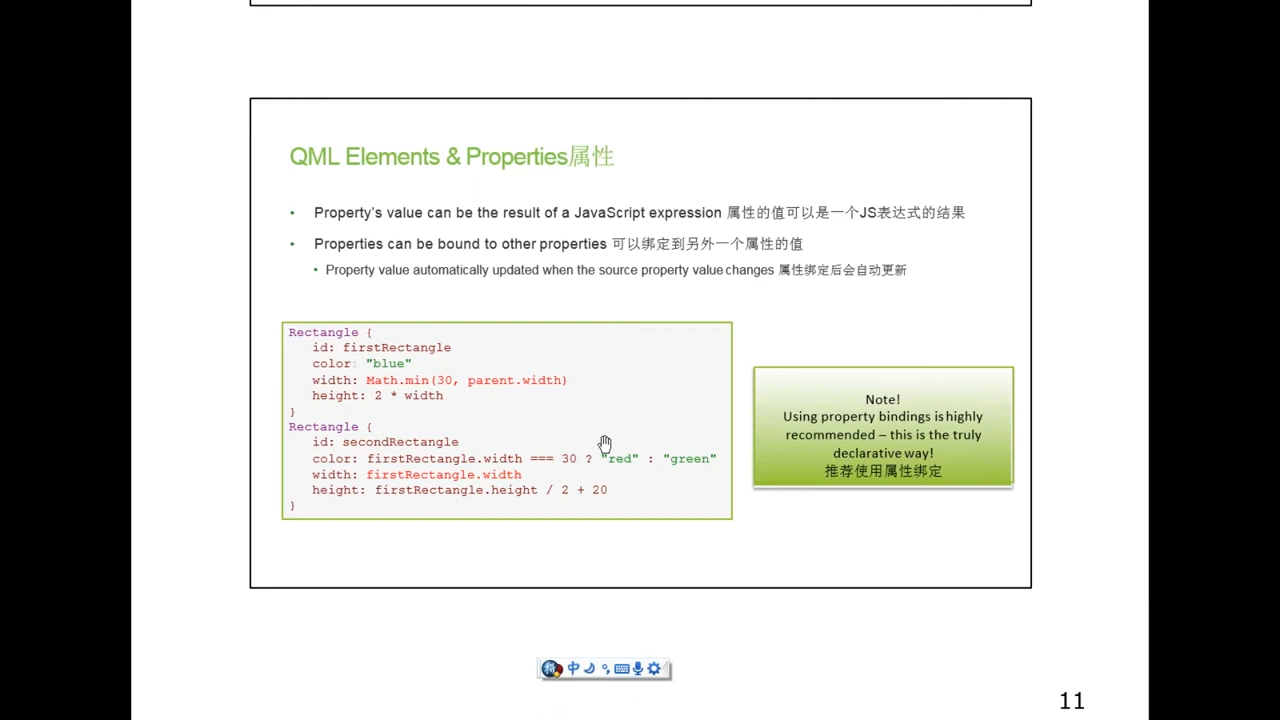 QML Elements & Properties属性
• Property's value can be the result of a JavaScript expression 属性的值可以是一个JS表达式的结果
• Properties can be bound to other properties 可以绑定到另外一个属性的值
• Property value automatically updated when the source property value changes 属性绑定后会自动更新
Rectangle {
id: firstRectangle
color: "blue"
width: Math.min(30, parent.width)
height: 2 * width
}
Rectangle {
id: secondRectangle
color: firstRectangle.width === 30 ? "red" : "green"
width: firstRectangle.width
height: firstRectangle.height / 2 + 20
}
Note!
Using property bindings is highly
recommended – this is the truly
declarative way!
推荐使用属性绑定
中
11